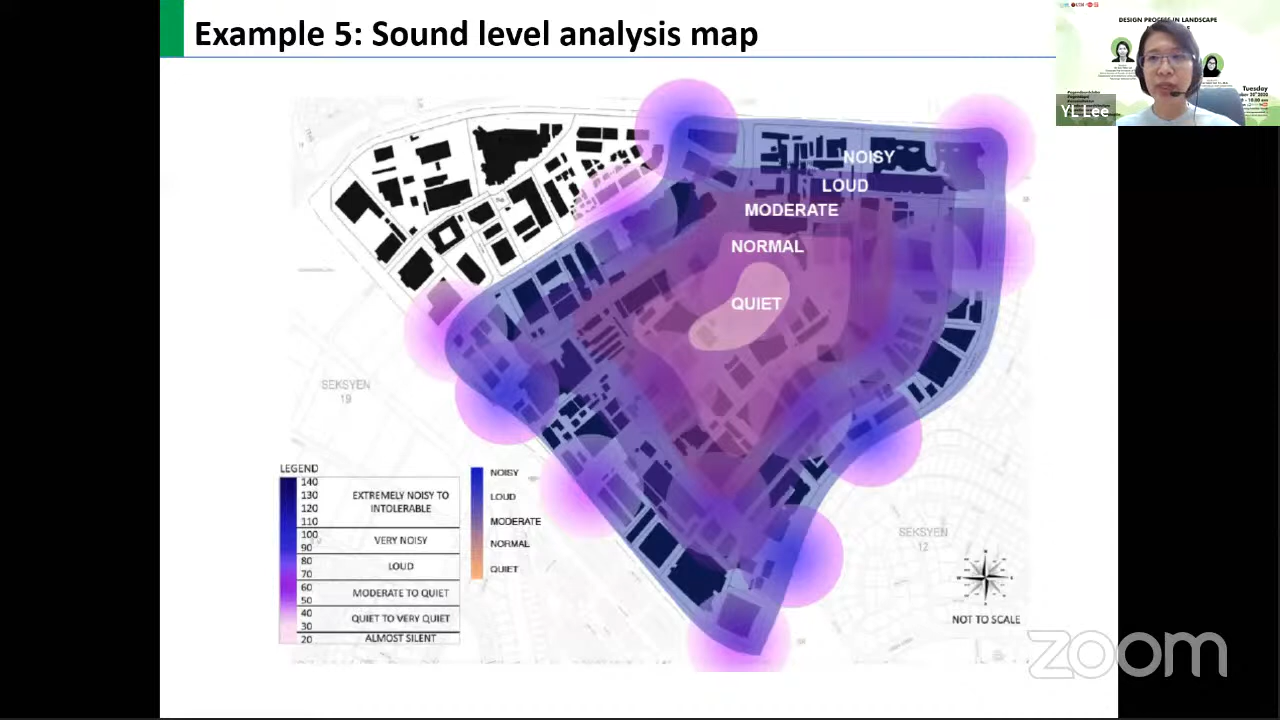 Example 5: Sound level analysis map
DESIGN PROCESS IN LANDSCAPE
Tuesday
YL Lee
NOISY
LOUD
MODERATE
NORMAL
QUIET
SEKSYEN
19
SEKSYEN
12
LEGEND
140
130
120
110
EXTREMELY NOISY TO
INTOLERABLE
100
90
VERY NOISY
80
70
LOUD
60
50
MODERATE TO QUIET
40
30
QUIET TO VERY QUIET
20
ALMOST SILENT
NOISY
LOUD
MODERATE
NORMAL
QUIET
NOT TO SCALE
zoom